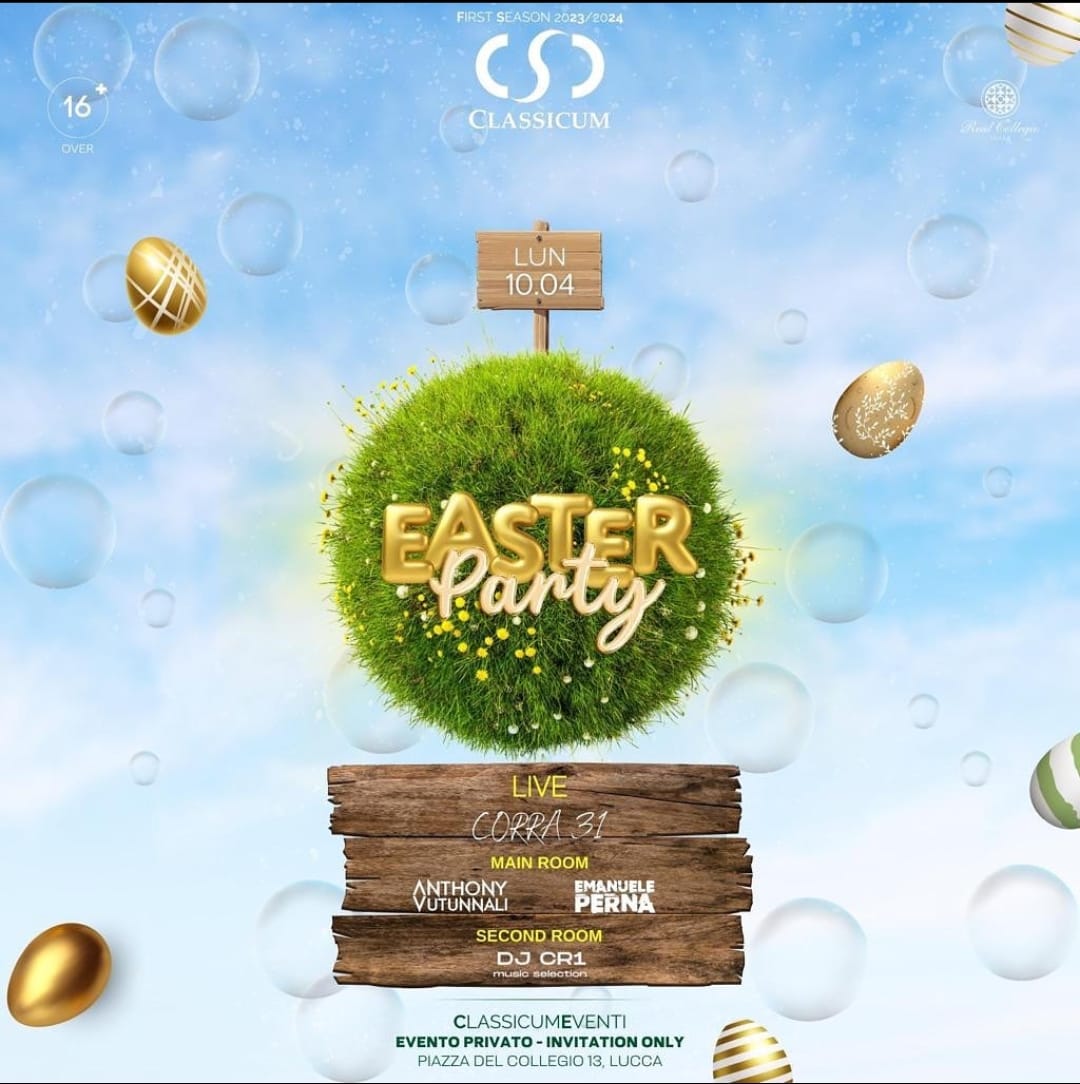 FIRST SEASON 2023/2024
CLASSICUM
16+
OVER
Real Collegio
LUN
10.04
EASTER
Party
LIVE
CORRA 31
MAIN ROOM
ANTHONY
VUTUNNALI
EMANUELE
PERNA
SECOND ROOM
DJ CR1
music selection
CLASSICUMEVENTI
EVENTO PRIVATO - INVITATION ONLY
PIAZZA DEL COLLEGIO 13, LUCCA